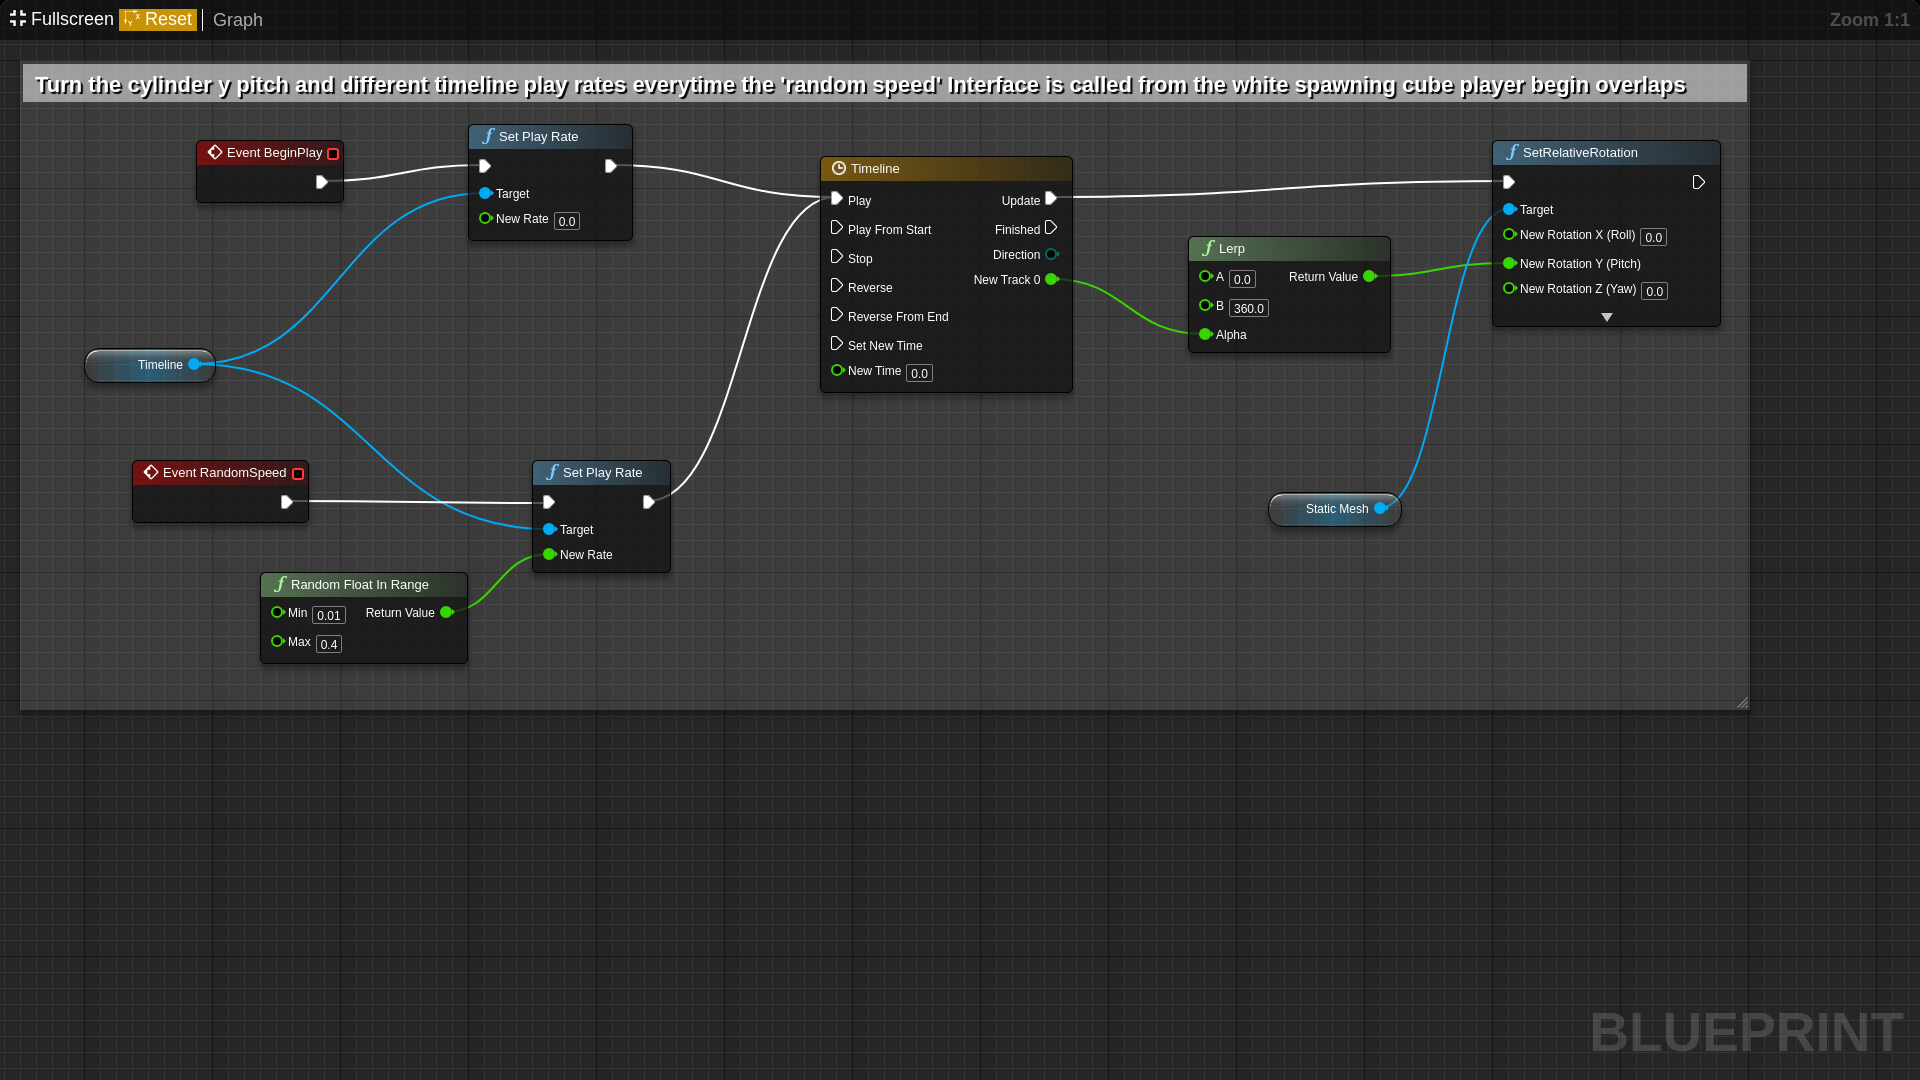 Fullscreen Reset Graph
Zoom 1:1
Turn the cylinder y pitch and different timeline play rates everytime the 'random speed' Interface is called from the white spawning cube player begin overlaps
Event BeginPlay
Set Play Rate
Target
New Rate 0.0
Timeline
Play
Update
Play From Start
Finished
Stop
Direction
Reverse
New Track 0
Reverse From End
Set New Time
New Time 0.0
Lerp
A 0.0
Return Value
B 360.0
Alpha
SetRelativeRotation
Target
New Rotation X (Roll) 0.0
New Rotation Y (Pitch)
New Rotation Z (Yaw) 0.0
Timeline
Event RandomSpeed
Set Play Rate
Target
New Rate
Random Float In Range
Min 0.01
Return Value
Max 0.4
Static Mesh
BLUEPRINT